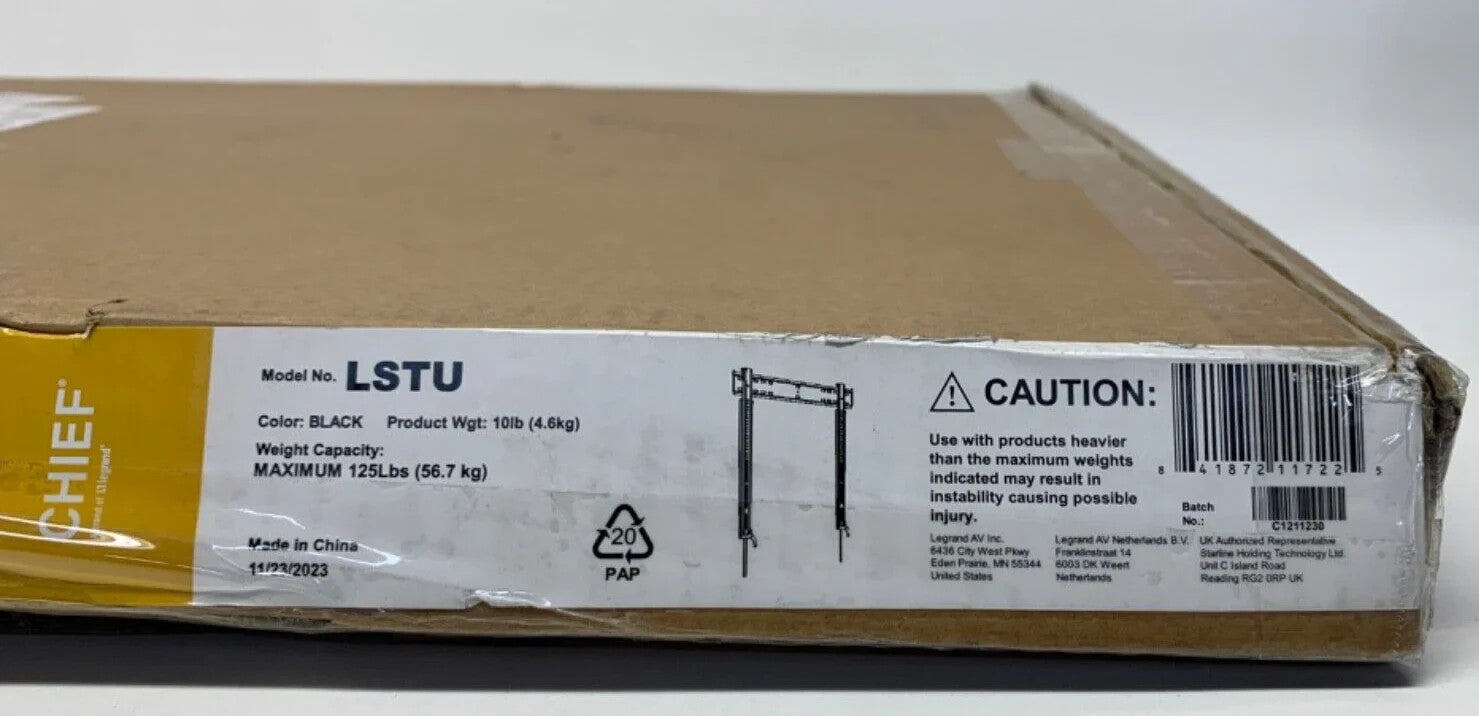 CHIEF
A brand of legrand
Model No. LSTU
Color: BLACK Product Wgt: 10lb (4.6kg)
Weight Capacity:
MAXIMUM 125Lbs (56.7 kg)
Made in China
11/23/2023
20
PAP
CAUTION:
Use with products heavier
than the maximum weights
indicated may result in
instability causing possible
injury.
Legrand AV Inc.
6436 City West Pkwy
Eden Prairie, MN 55344
United States
Legrand AV Netherlands B.V.
Franklinstraat 14
6003 DK Weert
Netherlands
8 41872 11722 5
Batch
No.:
C1211230
UK Authorized Representative
Starline Holding Technology Ltd.
Unit C Island Road
Reading RG2 0RP UK